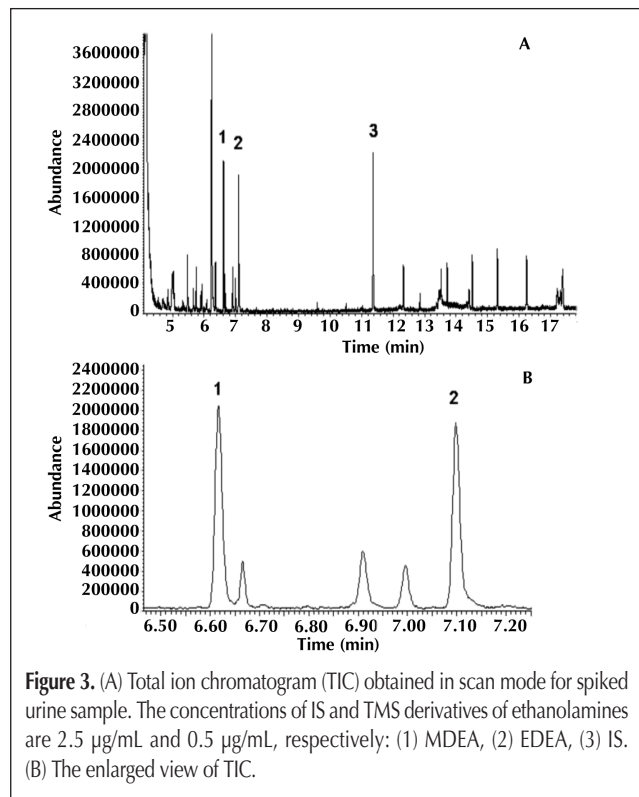 A
3600000
3200000
2800000
2400000
2000000
1600000
1200000
800000
400000
0
Abundance
1
2
3
5 6 7 8 9 10 11 12 13 14 15 16 17
Time (min)
B
2400000
2200000
2000000
1800000
1600000
1400000
1200000
1000000
800000
600000
400000
200000
0
Abundance
1
2
6.50 6.60 6.70 6.80 6.90 7.00 7.10 7.20
Time (min)
Figure 3. (A) Total ion chromatogram (TIC) obtained in scan mode for spiked
urine sample. The concentrations of IS and TMS derivatives of ethanolamines
are 2.5 µg/mL and 0.5 µg/mL, respectively: (1) MDEA, (2) EDEA, (3) IS.
(B) The enlarged view of TIC.